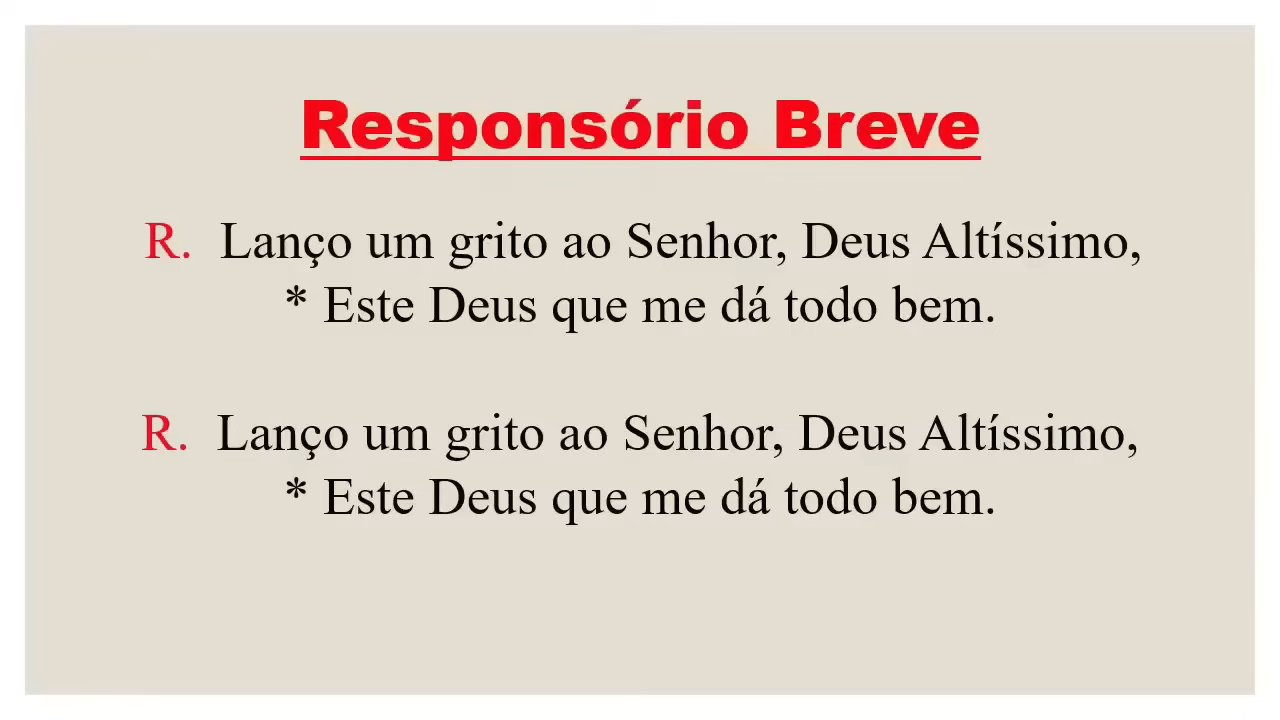 Responsório Breve
R. Lanço um grito ao Senhor, Deus Altíssimo,
* Este Deus que me dá todo bem.
R. Lanço um grito ao Senhor, Deus Altíssimo,
* Este Deus que me dá todo bem.